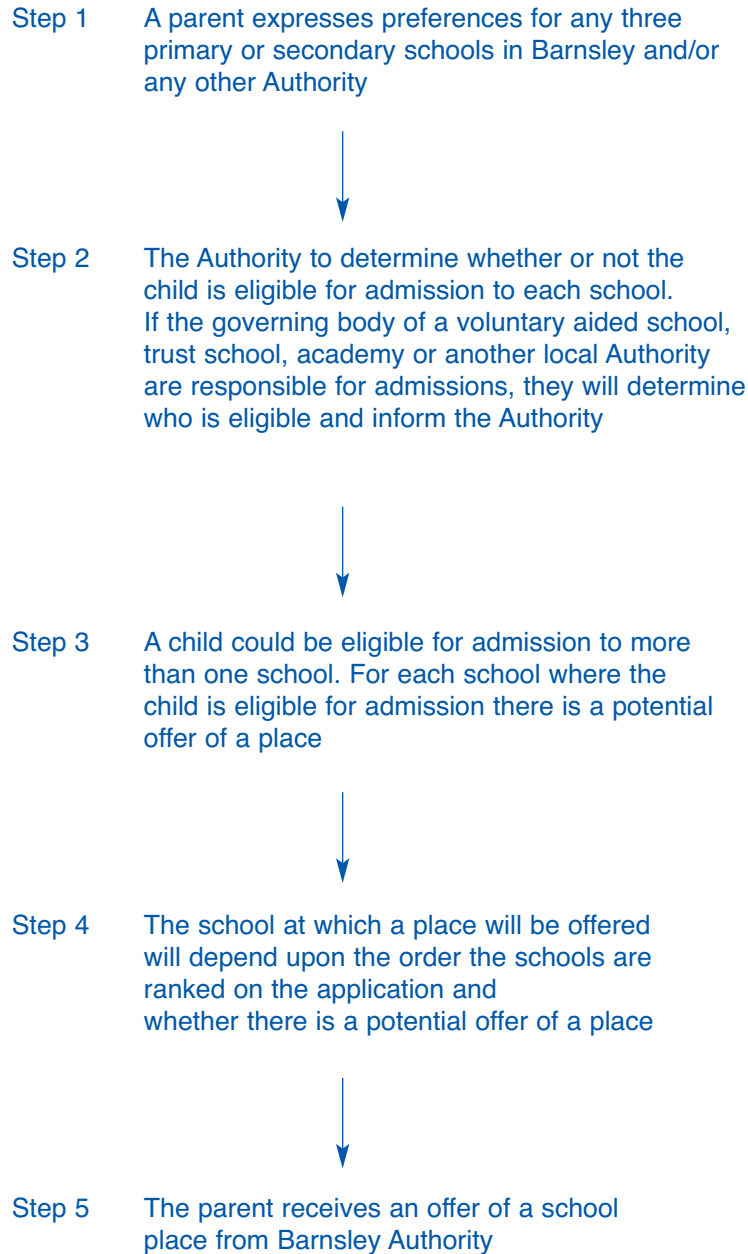 Step 1 A parent expresses preferences for any three
primary or secondary schools in Barnsley and/or
any other Authority
Step 2 The Authority to determine whether or not the
child is eligible for admission to each school.
If the governing body of a voluntary aided school,
trust school, academy or another local Authority
are responsible for admissions, they will determine
who is eligible and inform the Authority
Step 3 A child could be eligible for admission to more
than one school. For each school where the
child is eligible for admission there is a potential
offer of a place
Step 4 The school at which a place will be offered
will depend upon the order the schools are
ranked on the application and
whether there is a potential offer of a place
Step 5 The parent receives an offer of a school
place from Barnsley Authority